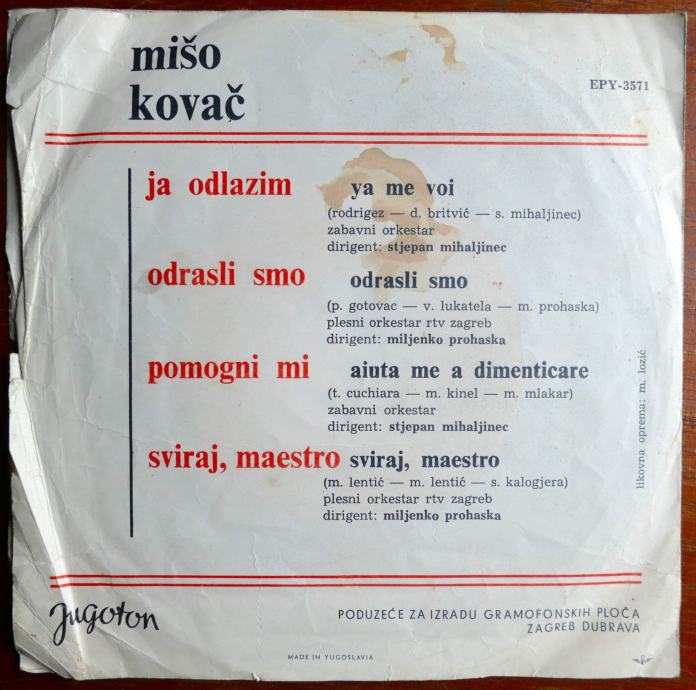 mišo
kovač
EPY-3571
ja odlazim ya me voi
(rodrigez — d. britvić — s. mihaljinec)
zabavni orkestar
dirigent: stjepan mihaljinec
odrasli smo odrasli smo
(p. gotovac — v. lukatela — m. prohaska)
plesni orkestar rtv zagreb
dirigent: miljenko prohaska
pomogni mi aiuta me a dimenticare
(t. cuchiara — m. kinel — m. mlakar)
zabavni orkestar
dirigent: stjepan mihaljinec
sviraj, maestro sviraj, maestro
(m. lentić — m. lentić — s. kalogjera)
plesni orkestar rtv zagreb
dirigent: miljenko prohaska
likovna oprema: m. lozić
Jugoton
PODUZEĆE ZA IZRADU GRAMOFONSKIH PLOČA
ZAGREB DUBRAVA
MADE IN YUGOSLAVIA